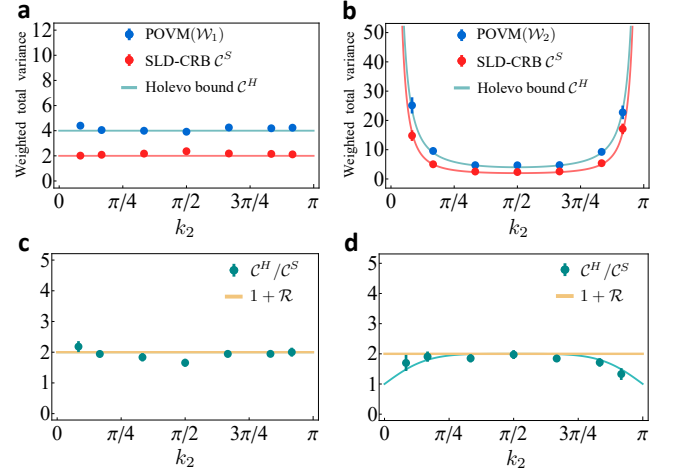 a
Weighted total variance
12
10
8
6
4
2
0
POVM(𝒲₁)
SLD-CRB 𝒞ˢ
Holevo bound 𝒞ᴴ
0 π/4 π/2 3π/4 π
k₂
b
Weighted total variance
50
40
30
20
10
0
POVM(𝒲₂)
SLD-CRB 𝒞ˢ
Holevo bound 𝒞ᴴ
0 π/4 π/2 3π/4 π
k₂
c
5
4
3
2
1
0
𝒞ᴴ/𝒞ˢ
1 + ℛ
0 π/4 π/2 3π/4 π
k₂
d
5
4
3
2
1
0
𝒞ᴴ/𝒞ˢ
1 + ℛ
0 π/4 π/2 3π/4 π
k₂